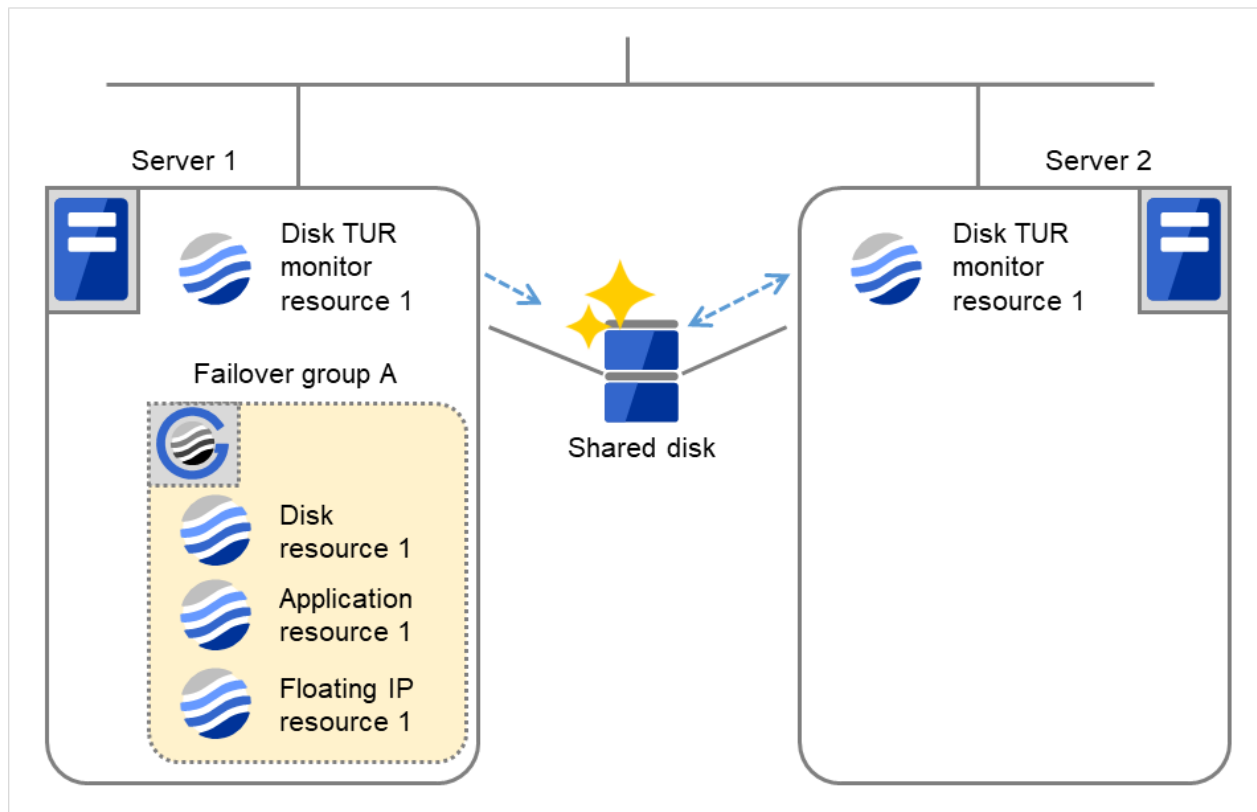 Server 1
Server 2
Disk TUR
monitor
resource 1
Disk TUR
monitor
resource 1
Failover group A
Shared disk
Disk
resource 1
Application
resource 1
Floating IP
resource 1